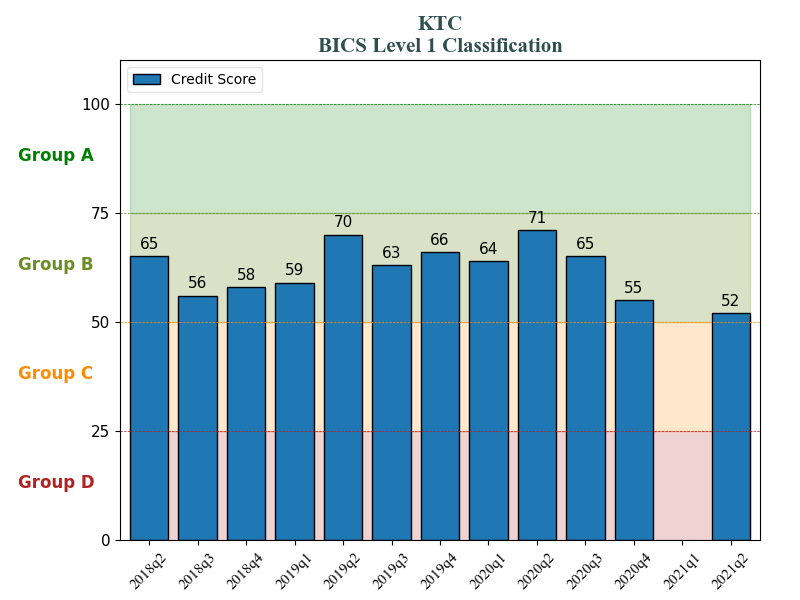 KTC
BICS Level 1 Classification
Credit Score
100
Group A
75
71
70
66
65
65
64
63
Group B
59
58
56
55
52
50
Group C
25
Group D
0
2018q2
2018q3
2018q4
2019q1
2019q2
2019q3
2019q4
2020q1
2020q2
2020q3
2020q4
2021q1
2021q2